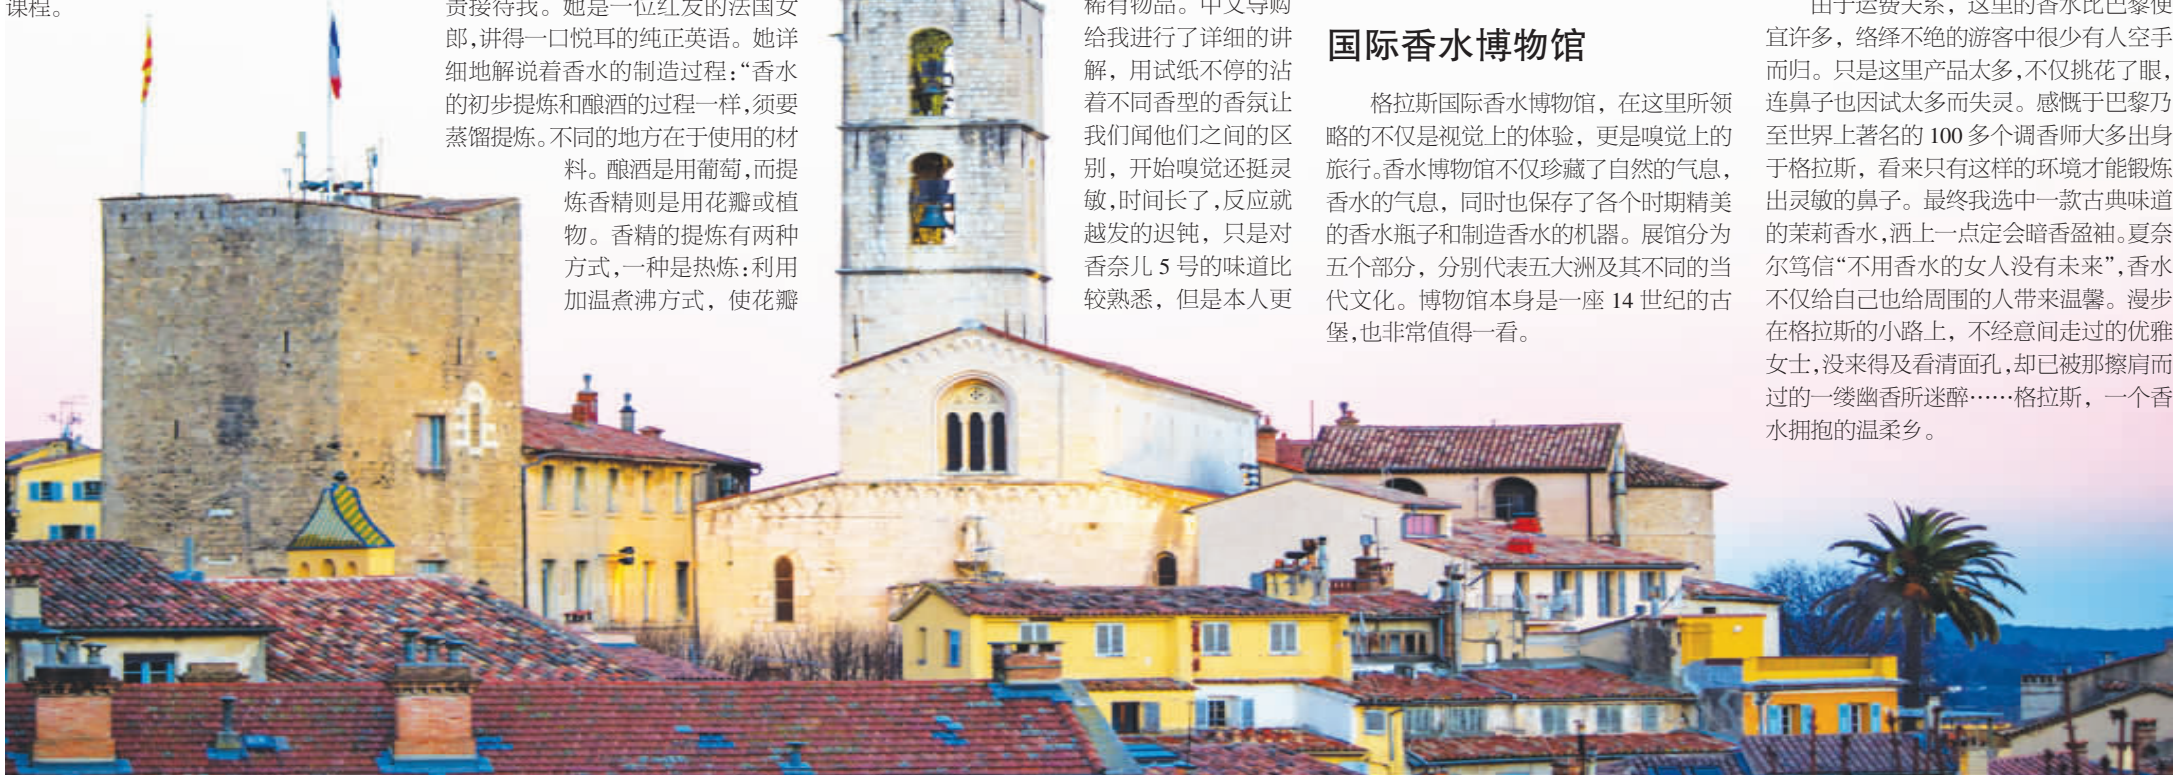 课程。
责接待我。她是一位红发的法国女
郎,讲得一口悦耳的纯正英语。她详
细地解说着香水的制造过程:“香水
的初步提炼和酿酒的过程一样,须要
蒸馏提炼。不同的地方在于使用的材
料。酿酒是用葡萄,而提
炼香精则是用花瓣或植
物。香精的提炼有两种
方式,一种是热炼:利用
加温煮沸方式，使花瓣
稀有物品。中文导购
给我进行了详细的讲
解，用试纸不停的沾
着不同香型的香氛让
我们闻他们之间的区
别，开始嗅觉还挺灵
敏,时间长了,反应就
越发的迟钝，只是对
香奈儿 5 号的味道比
较熟悉，但是本人更
国际香水博物馆
格拉斯国际香水博物馆，在这里所领
略的不仅是视觉上的体验，更是嗅觉上的
旅行。香水博物馆不仅珍藏了自然的气息，
香水的气息，同时也保存了各个时期精美
的香水瓶子和制造香水的机器。展馆分为
五个部分，分别代表五大洲及其不同的当
代文化。博物馆本身是一座 14 世纪的古
堡,也非常值得一看。
由于运费关系，这里的香水比巴黎便
宜许多，络绎不绝的游客中很少有人空手
而归。只是这里产品太多,不仅挑花了眼，
连鼻子也因试太多而失灵。感慨于巴黎乃
至世界上著名的 100 多个调香师大多出身
于格拉斯，看来只有这样的环境才能锻炼
出灵敏的鼻子。最终我选中一款古典味道
的茉莉香水,洒上一点定会暗香盈袖。夏奈
尔笃信“不用香水的女人没有未来”,香水
不仅给自己也给周围的人带来温馨。漫步
在格拉斯的小路上，不经意间走过的优雅
女士,没来得及看清面孔,却已被那擦肩而
过的一缕幽香所迷醉……格拉斯，一个香
水拥抱的温柔乡。